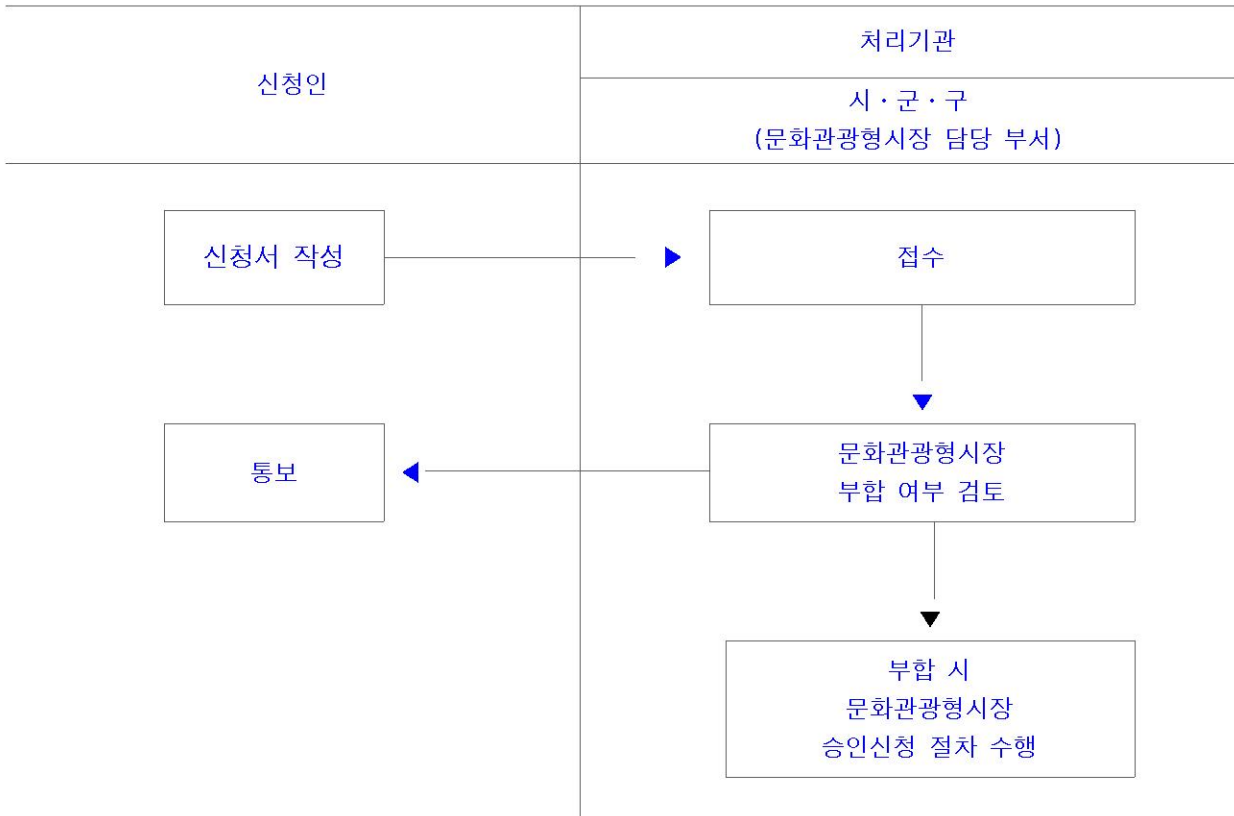 신청인
처리기관
시·군·구
(문화관광형시장 담당 부서)
신청서 작성
접수
통보
문화관광형시장
부합 여부 검토
부합 시
문화관광형시장
승인신청 절차 수행